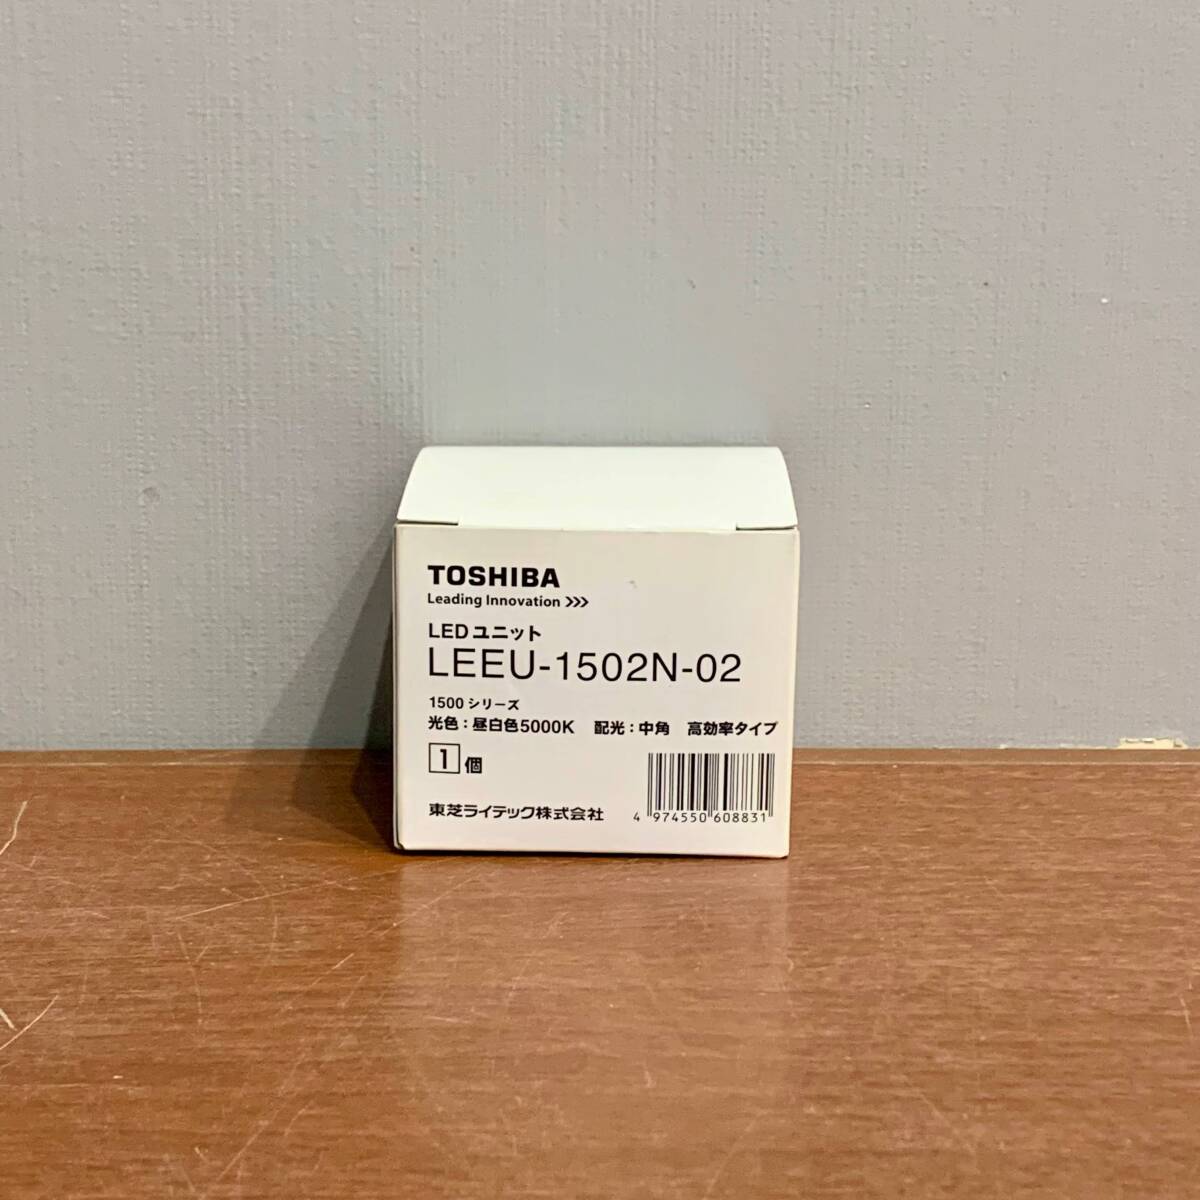 TOSHIBA
Leading Innovation >>>
LEDユニット
LEEU-1502N-02
1500 シリーズ
光色：昼白色5000K 配光：中角 高効率タイプ
1 個
東芝ライテック株式会社
4 974550 608831